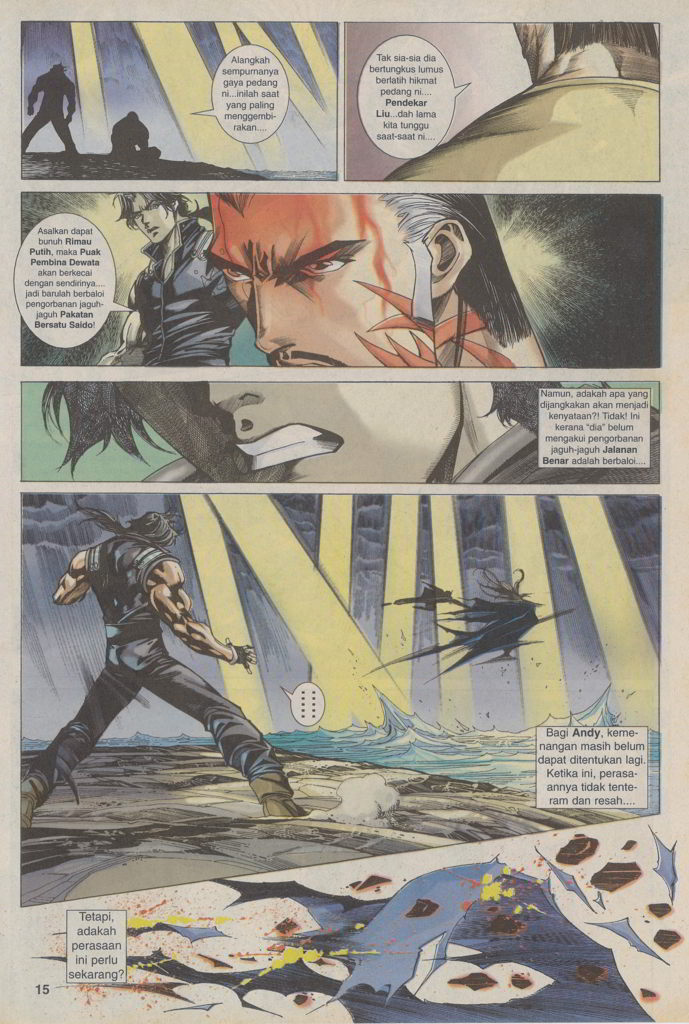 Alangkah
sempurnanya
gaya pedang
ni...inilah saat
yang paling
menggembi-
rakan....
Tak sia-sia dia
bertungkus lumus
berlatih hikmat
pedang ni....
Pendekar
Liu...dah lama
kita tunggu
saat-saat ni....
Asalkan dapat
bunuh Rimau
Putih, maka Puak
Pembina Dewata
akan berkecai
dengan sendirinya....
jadi barulah berbaloi
pengorbanan jaguh-
jaguh Pakatan
Bersatu Saido!
Namun, adakah apa yang
dijangkakan akan menjadi
kenyataan?! Tidak! Ini
kerana "dia" belum
mengakui pengorbanan
jaguh-jaguh Jalanan
Benar adalah berbaloi....
Bagi Andy, keme-
nangan masih belum
dapat ditentukan lagi.
Ketika ini, perasa-
annya tidak tente-
ram dan resah....
Tetapi,
adakah
perasaan
ini perlu
sekarang?
15